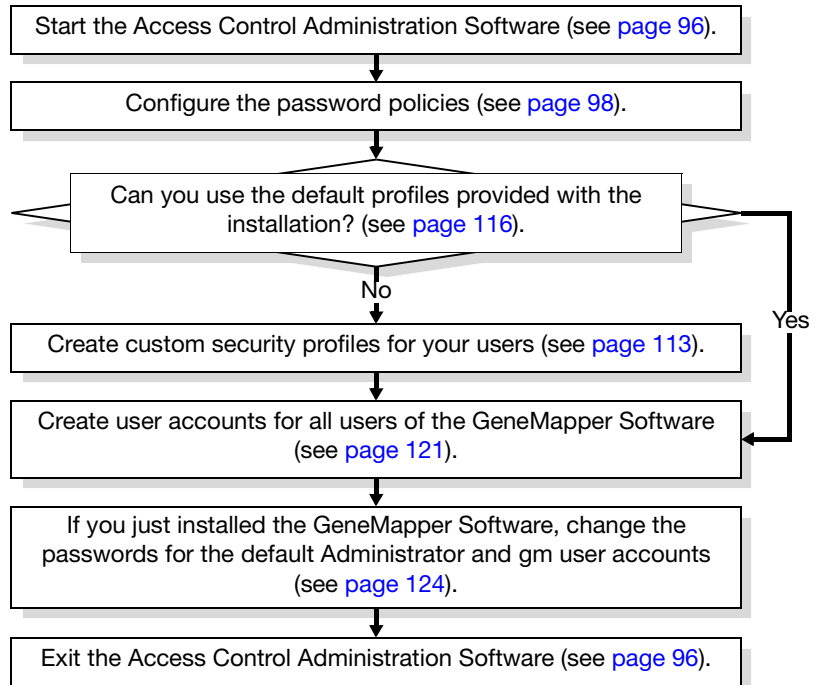 Start the Access Control Administration Software (see page 96).
Configure the password policies (see page 98).
Can you use the default profiles provided with the
installation? (see page 116).
No
Yes
Create custom security profiles for your users (see page 113).
Create user accounts for all users of the GeneMapper Software
(see page 121).
If you just installed the GeneMapper Software, change the
passwords for the default Administrator and gm user accounts
(see page 124).
Exit the Access Control Administration Software (see page 96).